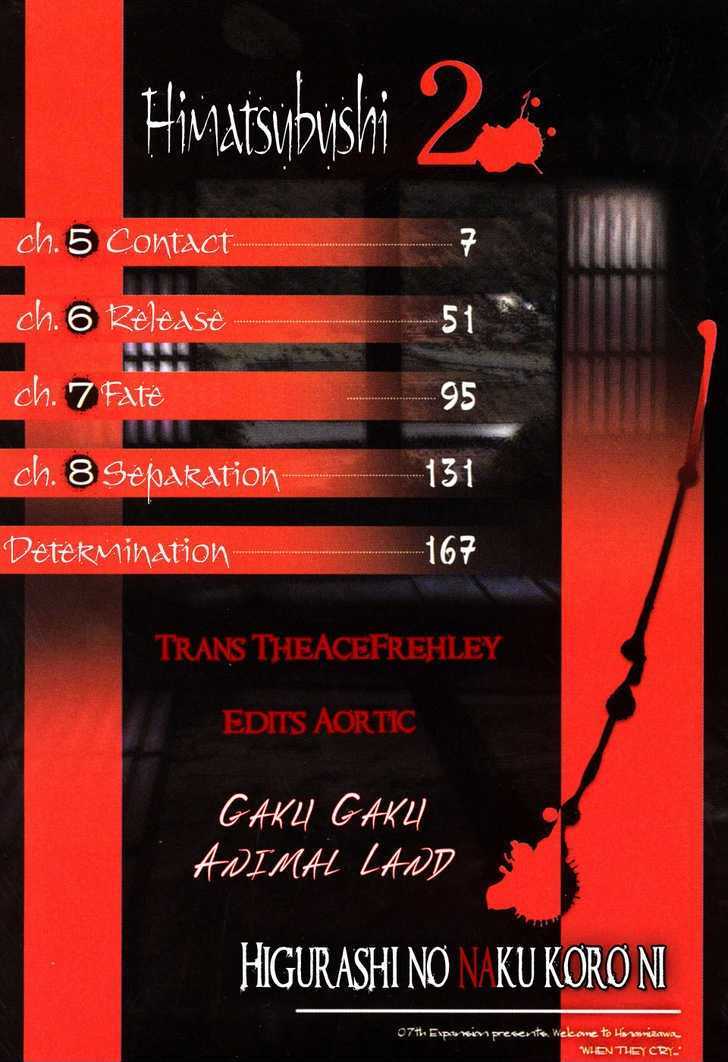 Himatsubushi 2
ch. 5 Contact 7
ch. 6 Release 51
ch. 7 Fate 95
ch. 8 Separation 131
Determination 167
TRANS THEACEFREHLEY
EDITS AORTIC
GAKU GAKU
ANIMAL LAND
HIGURASHI NO NAKU KORO NI
07th Expansion presents. Welcome to Hinamizawa.
"WHEN THEY CRY..."